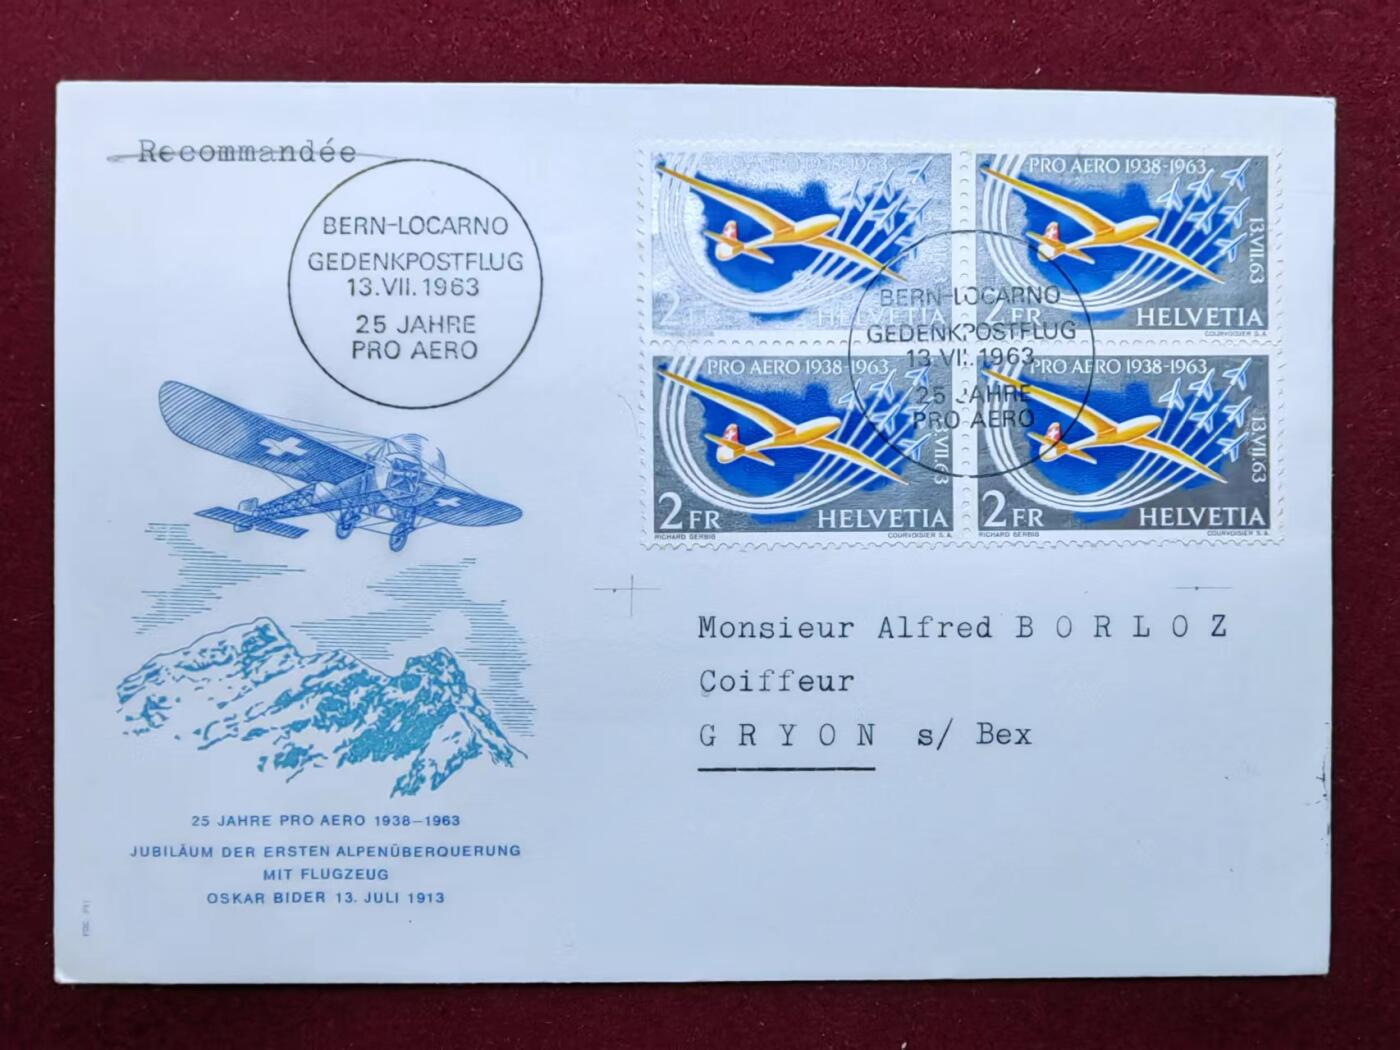 Recommandée
BERN-LOCARNO
GEDENKPOSTFLUG
13.VII.1963
25 JAHRE
PRO AERO
PRO AERO 1938-1963
2
HELVETIA
PRO AERO 1938-1963
13.VII.63
2 FR
HELVETIA
COURVOISIER S.A.
PRO AERO 1938-1963
13.VII.63
2 FR
HELVETIA
RICHARD GERBIG
COURVOISIER S.A.
PRO AERO 1938-1963
13.VII.63
2 FR
HELVETIA
RICHARD GERBIG
COURVOISIER S.A.
BERN-LOCARNO
GEDENKPOSTFLUG
13.VII.1963
25 JAHRE
PRO AERO
Monsieur Alfred B O R L O Z
Coiffeur
G R Y O N s/ Bex
25 JAHRE PRO AERO 1938–1963
JUBILÄUM DER ERSTEN ALPENÜBERQUERUNG
MIT FLUGZEUG
OSKAR BIDER 13. JULI 1913